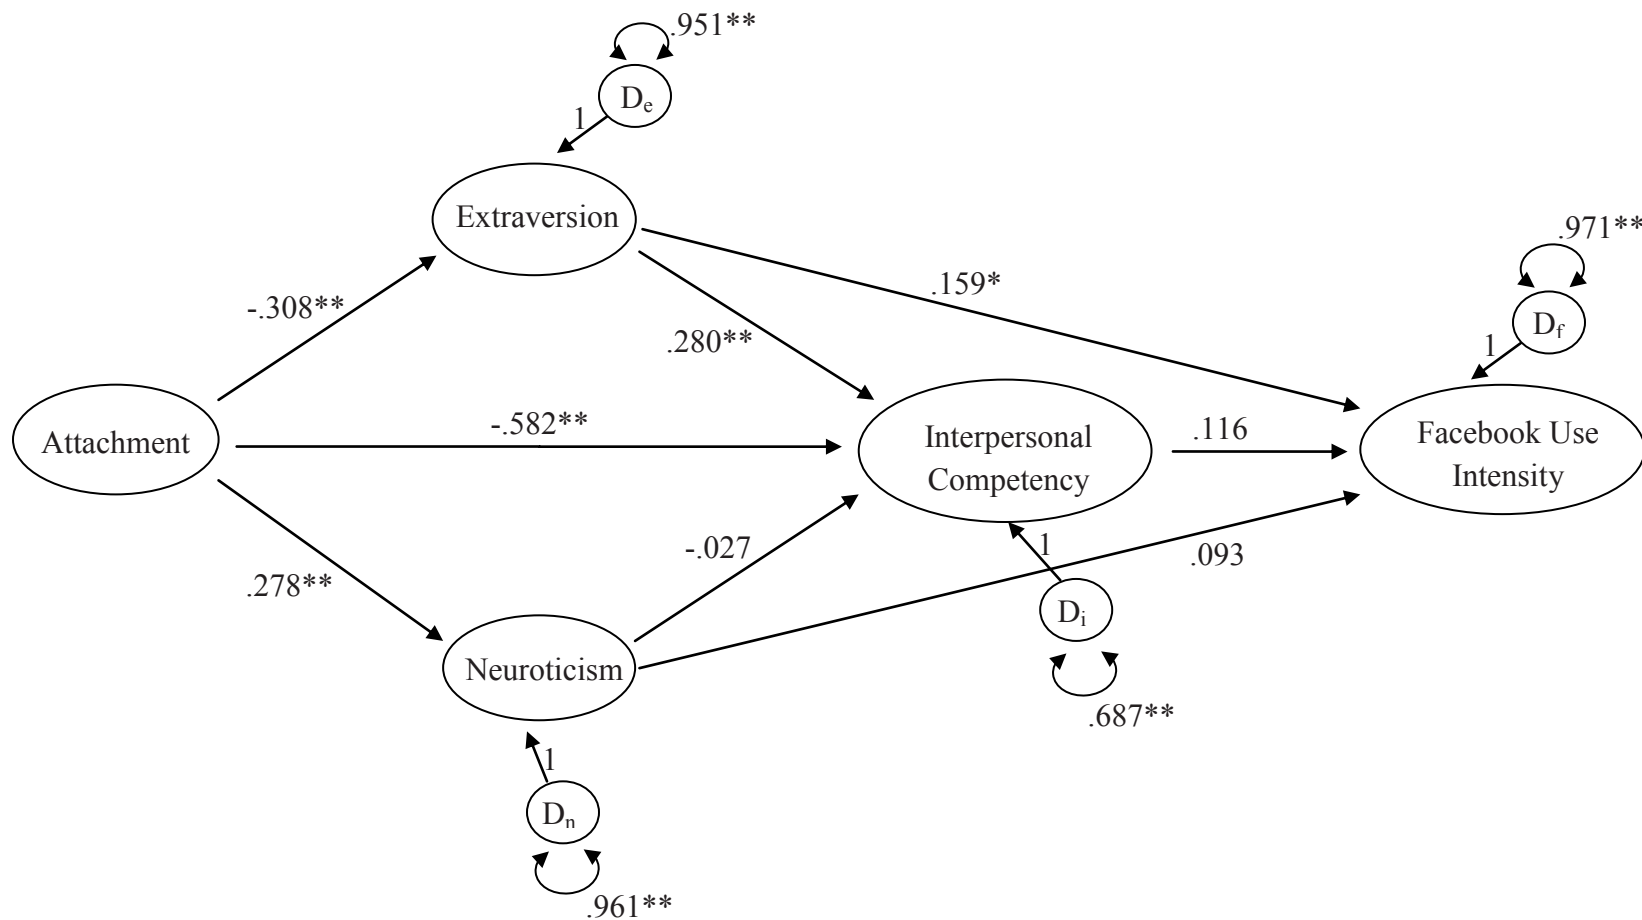 .951**
Dₑ
1
Extraversion
.971**
D_f
1
.159*
-.308**
.280**
Attachment
-.582**
Interpersonal
Competency
.116
Facebook Use
Intensity
-.027
1
.093
.278**
Dᵢ
Neuroticism
.687**
1
Dₙ
.961**